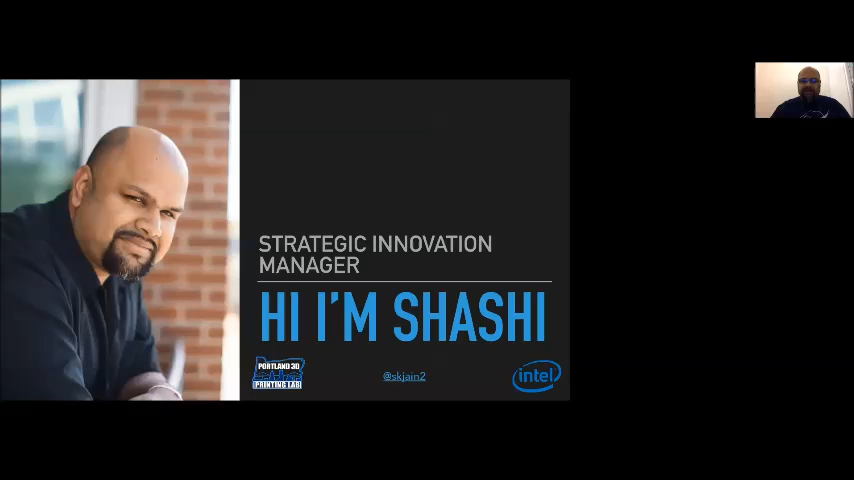 STRATEGIC INNOVATION
MANAGER
HI I'M SHASHI
PORTLAND 3D
PRINTING LAB
@skjain2
intel